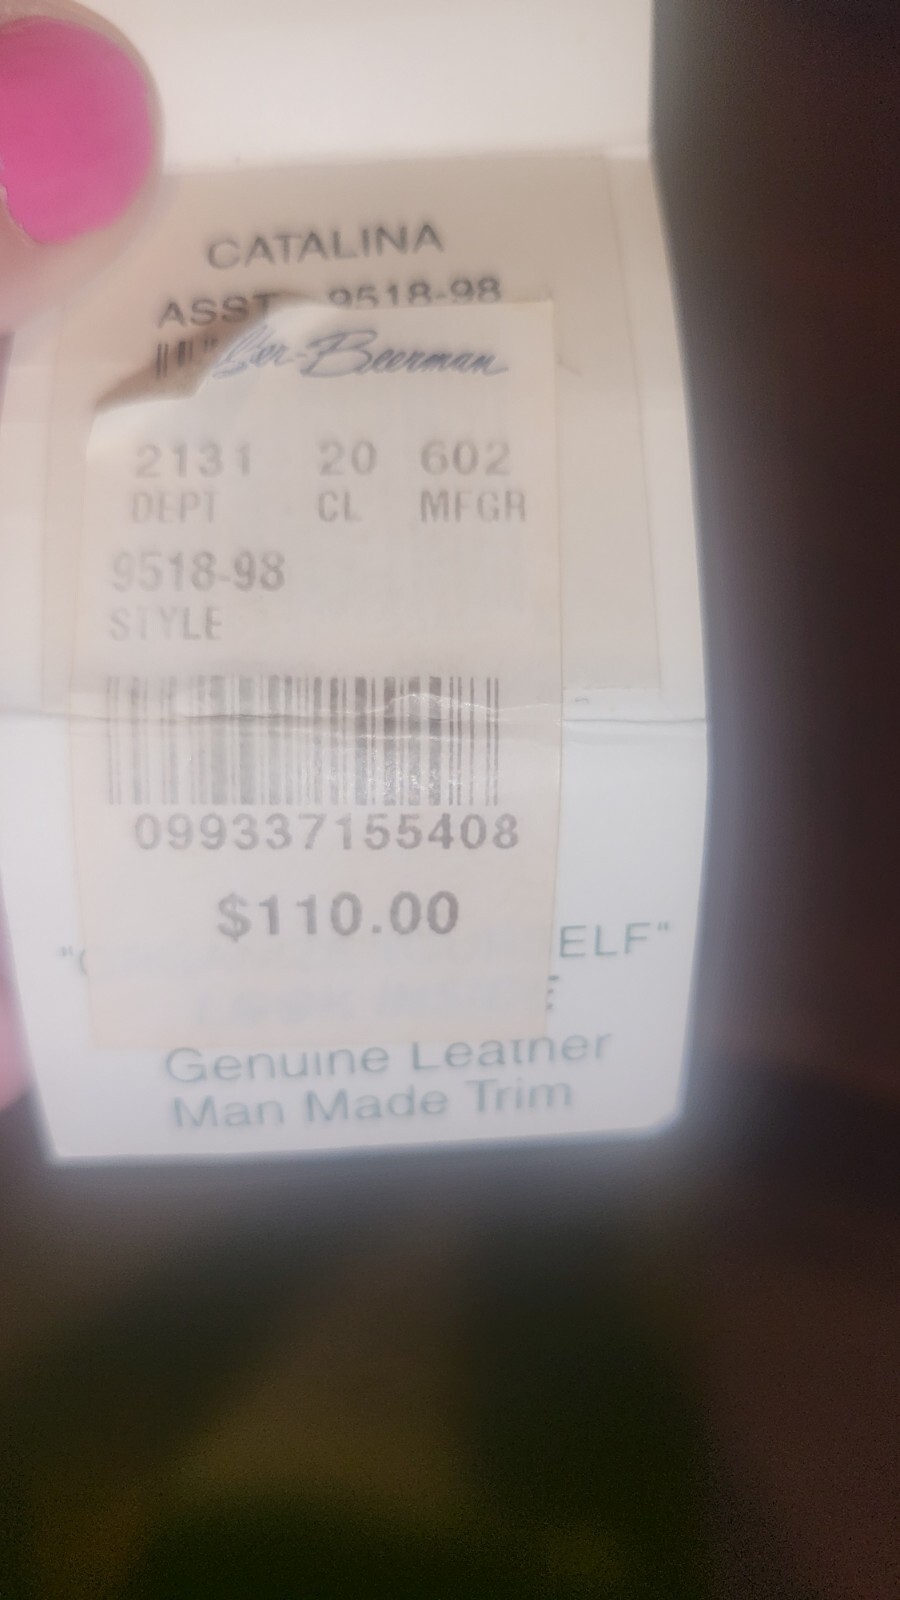 CATALINA
ASST 9518-98
er-Beerman
2131 20 602
DEPT CL MFGR
9518-98
STYLE
099337155408
$110.00
ELF"
Genuine Leather
Man Made Trim